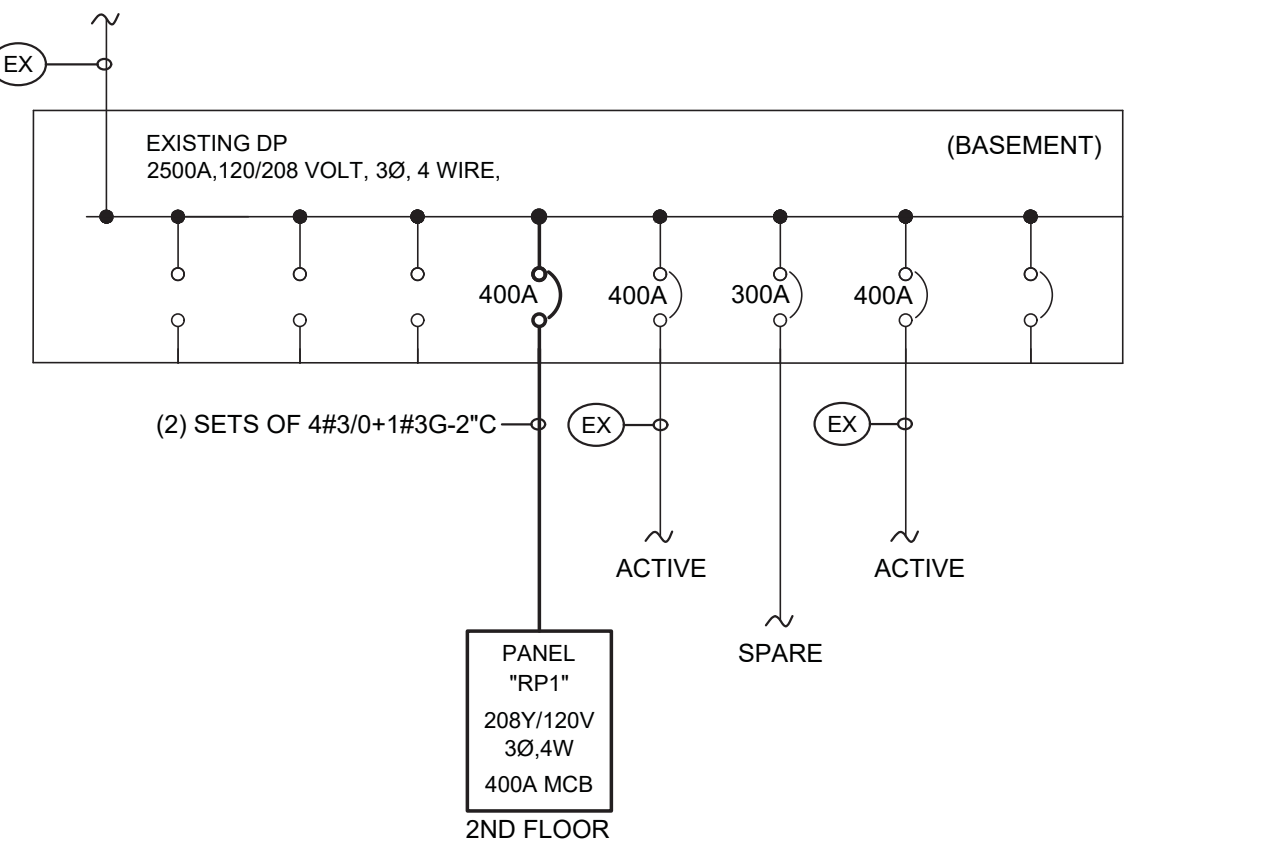 EX
EXISTING DP
2500A,120/208 VOLT, 3Ø, 4 WIRE,
(BASEMENT)
400A
400A
300A
400A
(2) SETS OF 4#3/0+1#3G-2"C
EX
EX
ACTIVE
ACTIVE
SPARE
PANEL
"RP1"
208Y/120V
3Ø,4W
400A MCB
2ND FLOOR